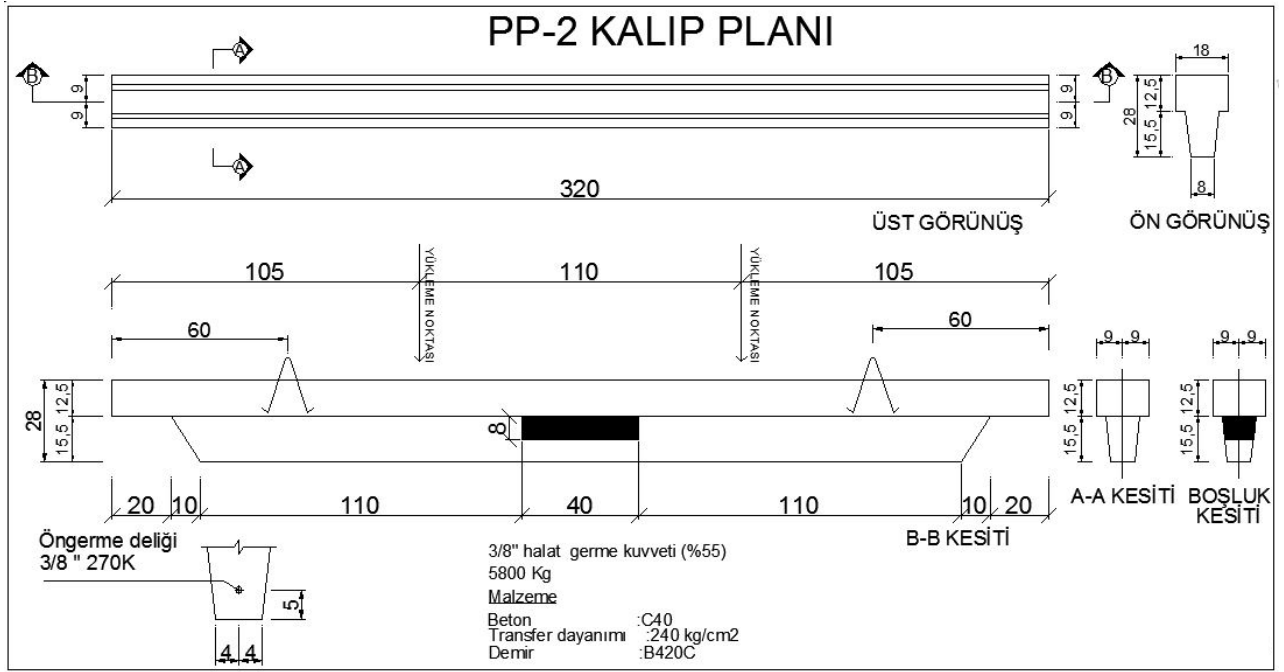 PP-2 KALIP PLANI
A
B
B
9
9
9
9
A
320
ÜST GÖRÜNÜŞ
18
28
12,5
15,5
8
ÖN GÖRÜNÜŞ
105
110
105
YÜKLEME NOKTASI
YÜKLEME NOKTASI
60
60
28
12,5
15,5
8
20
10
110
40
110
10
20
B-B KESİTİ
9
9
12,5
15,5
A-A KESİTİ
9
9
12,5
15,5
BOŞLUK
KESİTİ
Öngerme deliği
3/8 " 270K
5
4
4
3/8" halat germe kuvveti (%55)
5800 Kg
Malzeme
Beton :C40
Transfer dayanımı :240 kg/cm2
Demir :B420C